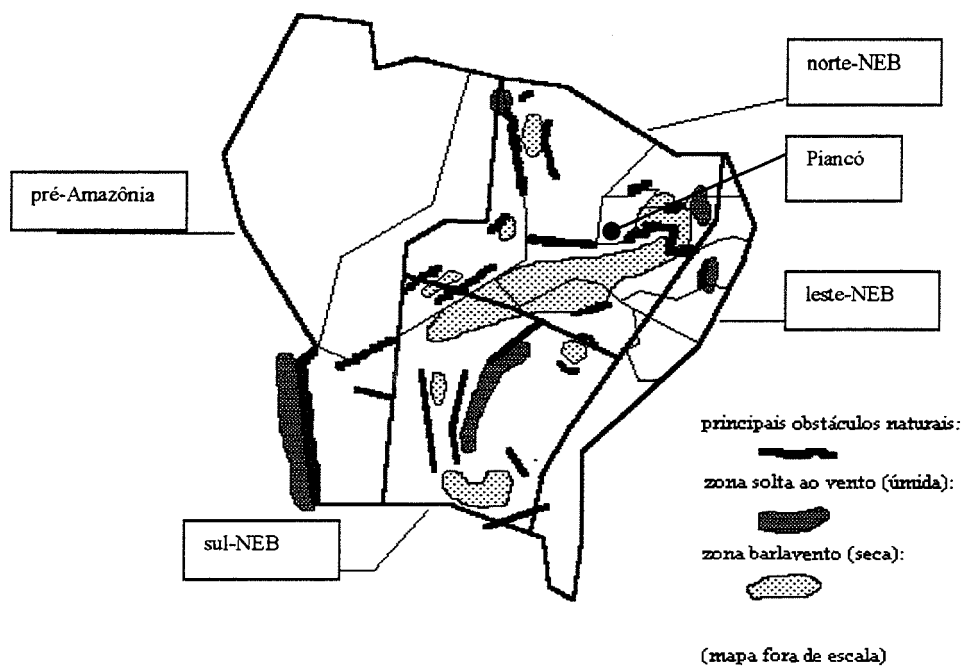 norte-NEB
Piancó
pré-Amazônia
leste-NEB
principais obstáculos naturais:
zona solta ao vento (úmida):
sul-NEB
zona barlavento (seca):
(mapa fora de escala)